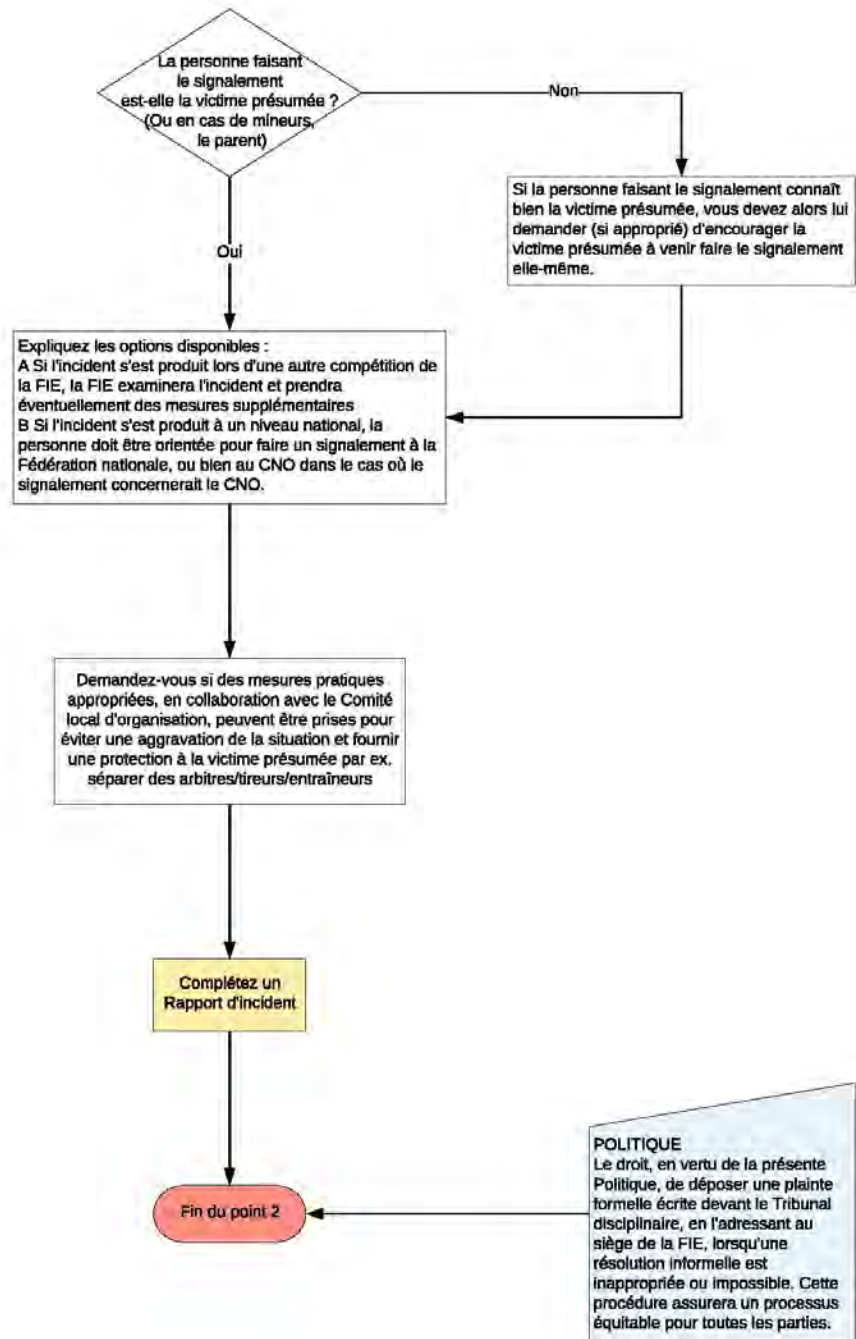 La personne faisant
le signalement
est-elle la victime présumée ?
(Ou en cas de mineurs,
le parent)
Non
Si la personne faisant le signalement connaît
bien la victime présumée, vous devez alors lui
demander (si approprié) d'encourager la
victime présumée à venir faire le signalement
elle-même.
Oui
Expliquez les options disponibles :
A Si l'incident s'est produit lors d'une autre compétition de
la FIE, la FIE examinera l'incident et prendra
éventuellement des mesures supplémentaires
B Si l'incident s'est produit à un niveau national, la
personne doit être orientée pour faire un signalement à la
Fédération nationale, ou bien au CNO dans le cas où le
signalement concernerait le CNO.
Demandez-vous si des mesures pratiques
appropriées, en collaboration avec le Comité
local d'organisation, peuvent être prises pour
éviter une aggravation de la situation et fournir
une protection à la victime présumée par ex.
séparer des arbitres/tireurs/entraîneurs
Complétez un
Rapport d'incident
Fin du point 2
POLITIQUE
Le droit, en vertu de la présente
Politique, de déposer une plainte
formelle écrite devant le Tribunal
disciplinaire, en l'adressant au
siège de la FIE, lorsqu'une
résolution informelle est
inappropriée ou impossible. Cette
procédure assurera un processus
équitable pour toutes les parties.